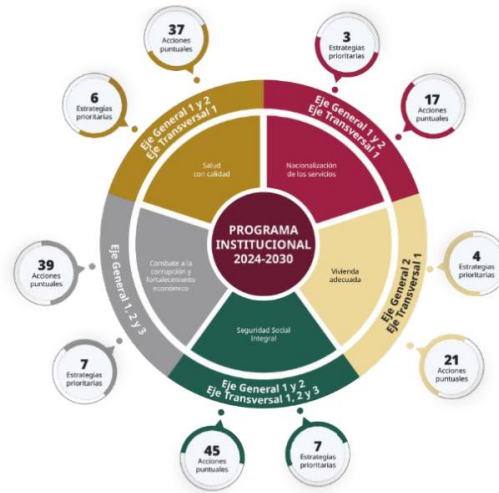 37
Acciones
puntuales
3
Estrategias
prioritarias
6
Estrategias
prioritarias
17
Acciones
puntuales
Eje General 1 y 2
Eje Transversal 1
Eje General 1 y 2
Eje Transversal 1
Salud
con calidad
Nacionalización
de los servicios
PROGRAMA
INSTITUCIONAL
2024-2030
Combate a la
corrupción y
fortalecimiento
económico
Vivienda
adecuada
Eje General 1, 2 y 3
Eje General 2
Eje Transversal 1
39
Acciones
puntuales
4
Estrategias
prioritarias
Seguridad Social
Integral
7
Estrategias
prioritarias
21
Acciones
puntuales
Eje General 1 y 2
Eje Transversal 1, 2 y 3
45
Acciones
puntuales
7
Estrategias
prioritarias